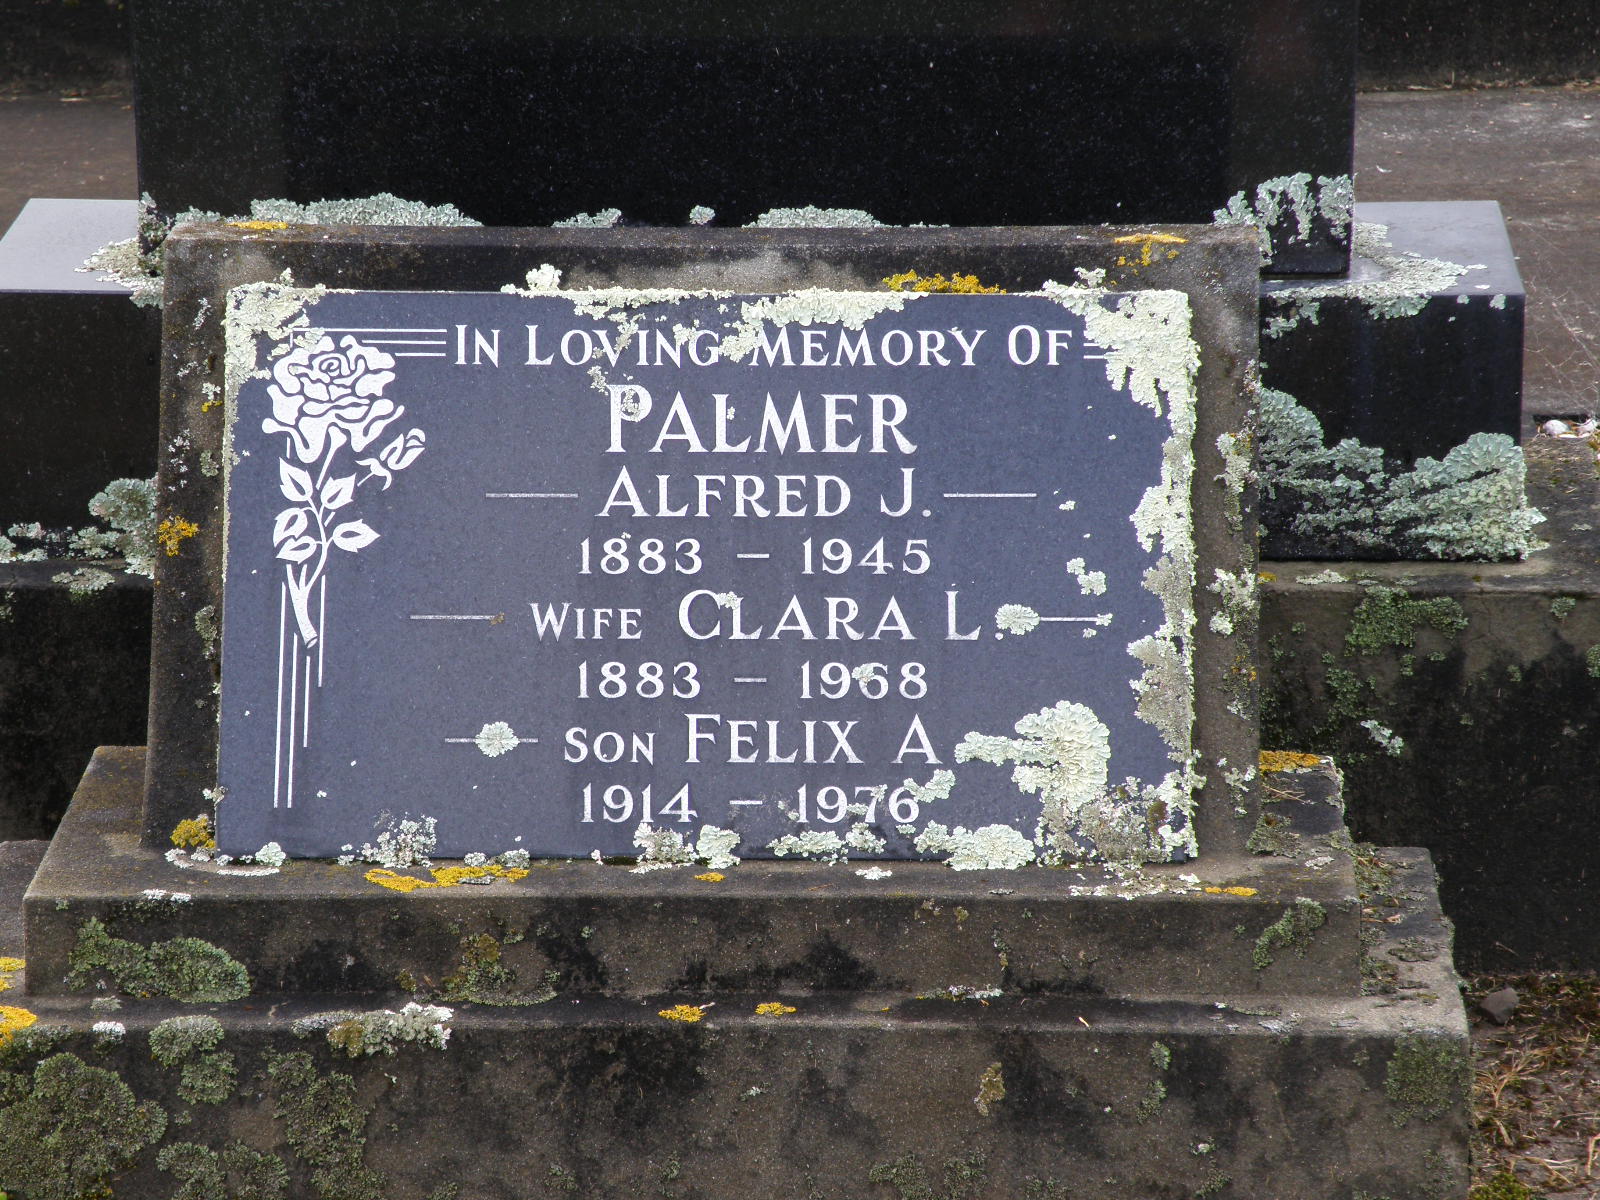 IN LOVING MEMORY OF
PALMER
ALFRED J.
1883 - 1945
WIFE CLARA L.
1883 - 1968
SON FELIX A
1914 - 1976